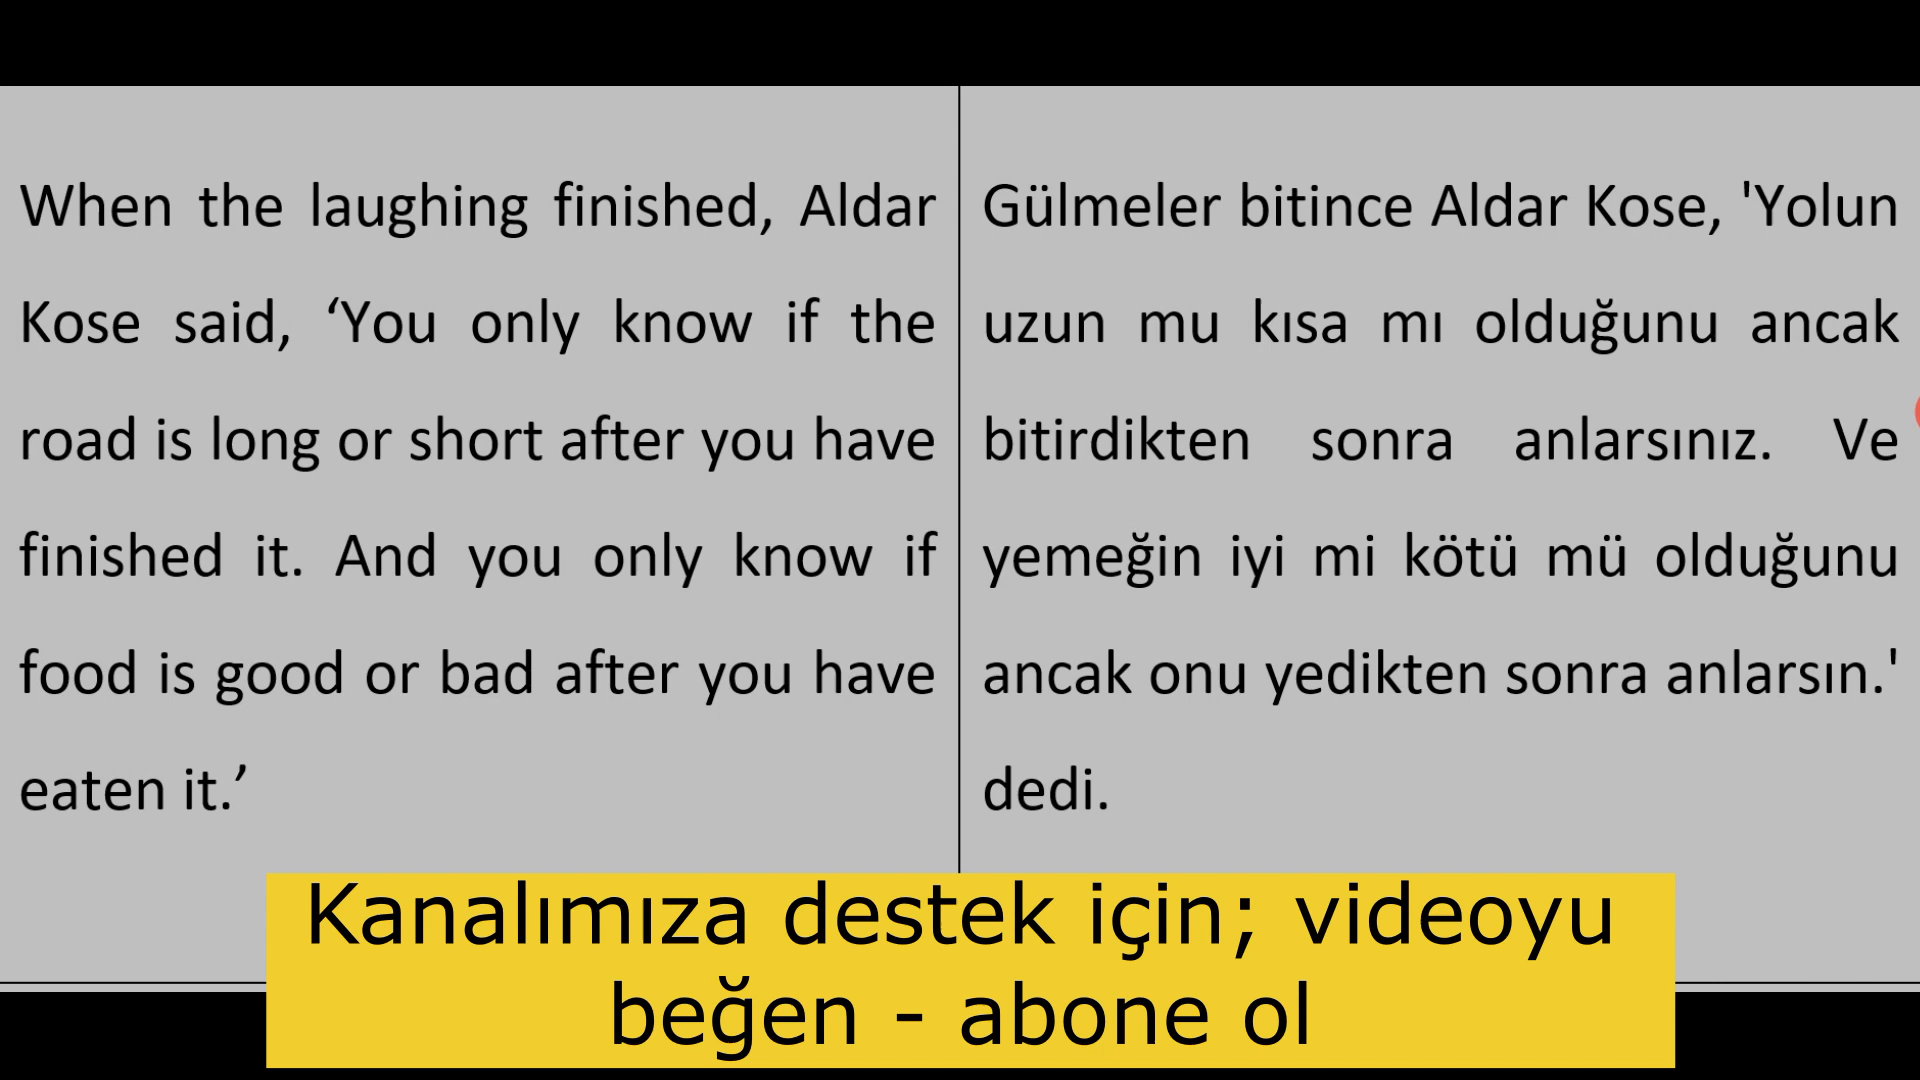 When the laughing finished, Aldar
Kose said, ‘You only know if the
road is long or short after you have
finished it. And you only know if
food is good or bad after you have
eaten it.’
Gülmeler bitince Aldar Kose, 'Yolun
uzun mu kısa mı olduğunu ancak
bitirdikten sonra anlarsınız. Ve
yemeğin iyi mi kötü mü olduğunu
ancak onu yedikten sonra anlarsın.'
dedi.
Kanalımıza destek için; videoyu
beğen - abone ol